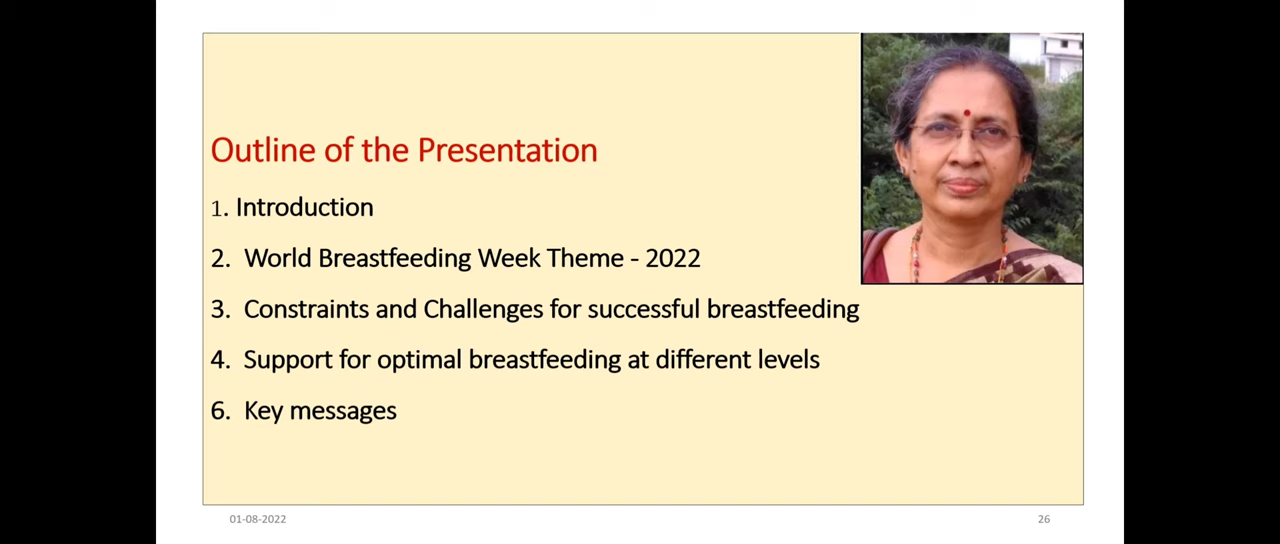 Outline of the Presentation
1. Introduction
2. World Breastfeeding Week Theme - 2022
3. Constraints and Challenges for successful breastfeeding
4. Support for optimal breastfeeding at different levels
6. Key messages
01-08-2022
26